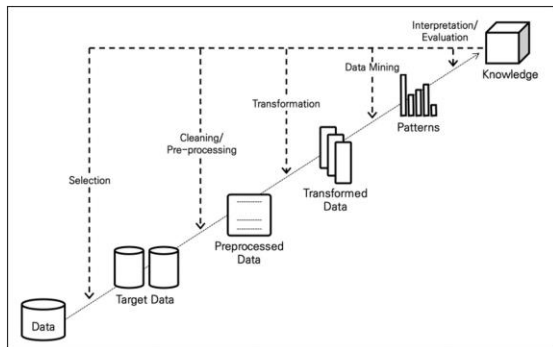 Interpretation/
Evaluation
Knowledge
Data Mining
Patterns
Transformation
Transformed
Data
Cleaning/
Pre-processing
Preprocessed
Data
Selection
Target Data
Data